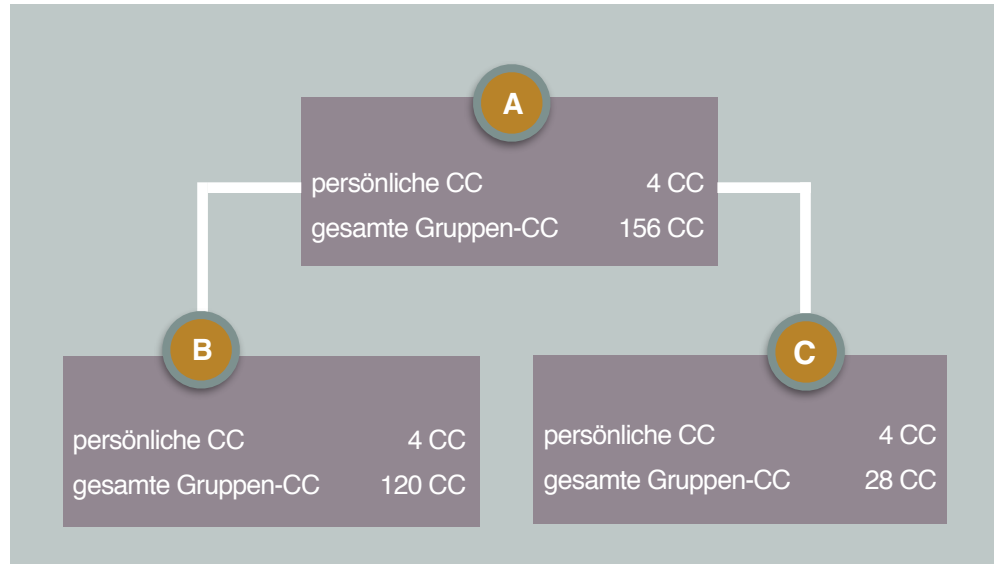 A
persönliche CC 4 CC
gesamte Gruppen-CC 156 CC
B
persönliche CC 4 CC
gesamte Gruppen-CC 120 CC
C
persönliche CC 4 CC
gesamte Gruppen-CC 28 CC